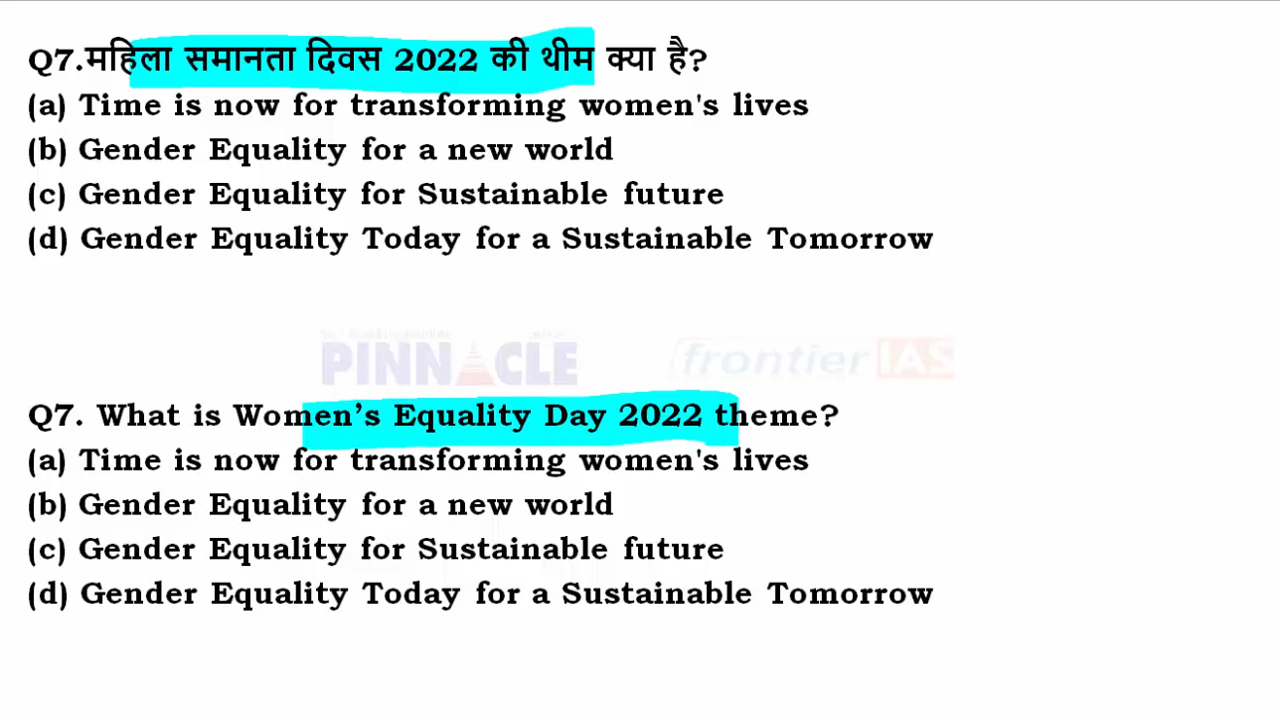 Q7.महिला समानता दिवस 2022 की थीम क्या है?
(a) Time is now for transforming women's lives
(b) Gender Equality for a new world
(c) Gender Equality for Sustainable future
(d) Gender Equality Today for a Sustainable Tomorrow
PINNACLE frontier IAS
Q7. What is Women’s Equality Day 2022 theme?
(a) Time is now for transforming women's lives
(b) Gender Equality for a new world
(c) Gender Equality for Sustainable future
(d) Gender Equality Today for a Sustainable Tomorrow